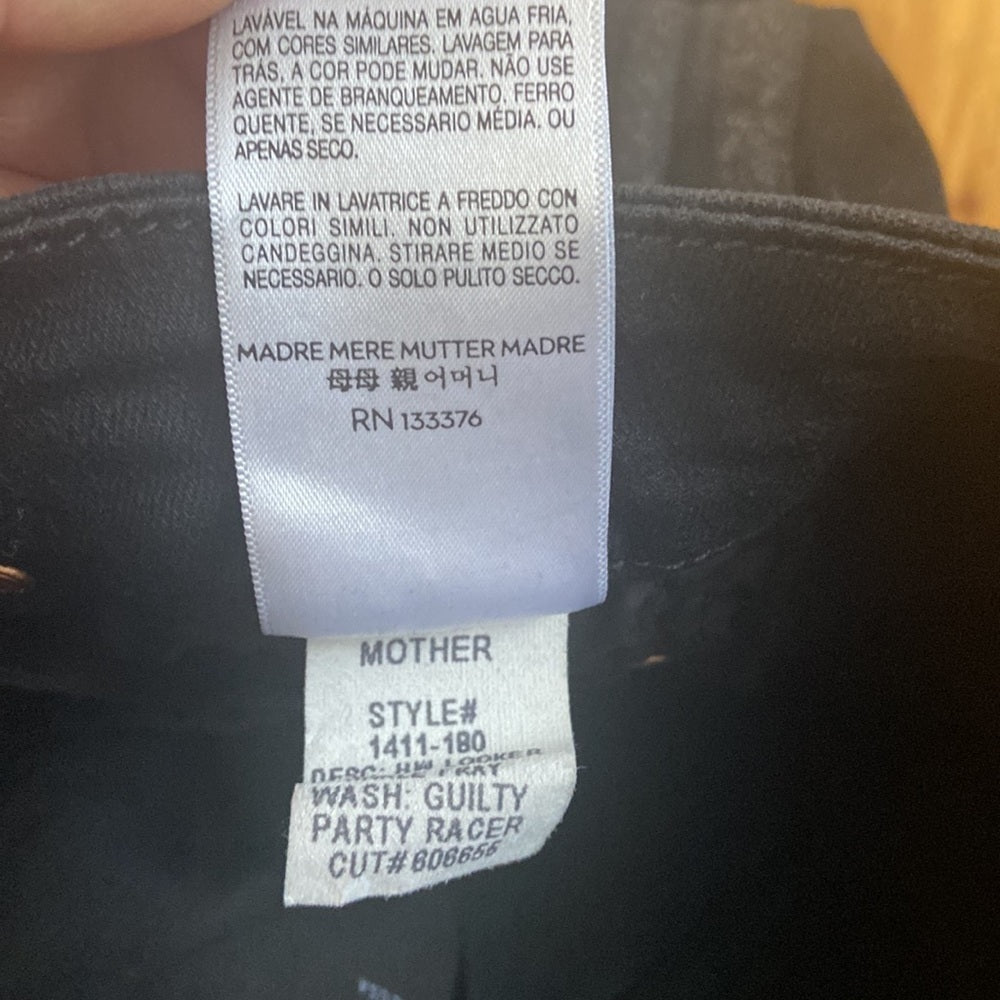 LAVÁVEL NA MÁQUINA EM AGUA FRIA,
COM CORES SIMILARES. LAVAGEM PARA
TRÁS, A COR PODE MUDAR. NÃO USE
AGENTE DE BRANQUEAMENTO, FERRO
QUENTE, SE NECESSARIO MÉDIA. OU
APENAS SECO.
LAVARE IN LAVATRICE A FREDDO CON
COLORI SIMILI. NON UTILIZZATO
CANDEGGINA. STIRARE MEDIO SE
NECESSARIO. O SOLO PULITO SECCO.
MADRE MERE MUTTER MADRE
母母 親 어머니
RN 133376
MOTHER
STYLE#
1411-180
DESC: HW LOOKER
WASH: GUILTY
PARTY RACER
CUT# 606656